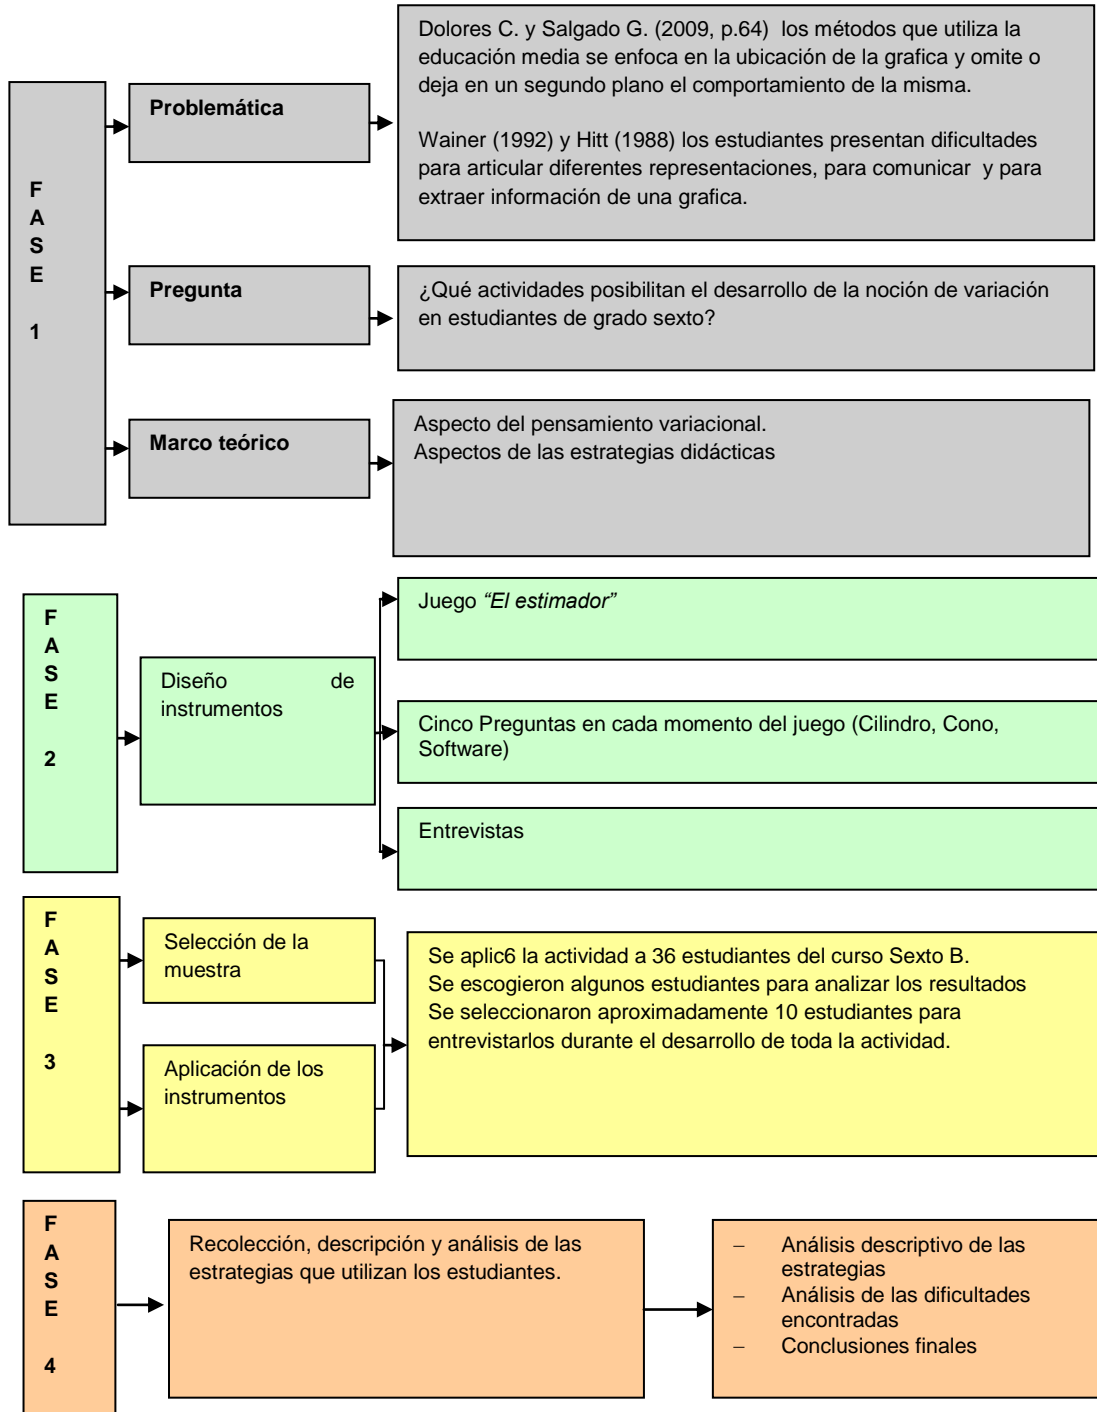 FASE 1
Problemática
Dolores C. y Salgado G. (2009, p.64)  los métodos que utiliza la
educación media se enfoca en la ubicación de la grafica y omite o
deja en un segundo plano el comportamiento de la misma.
Wainer (1992) y Hitt (1988) los estudiantes presentan dificultades
para articular diferentes representaciones, para comunicar  y para
extraer información de una grafica.
Pregunta
¿Qué actividades posibilitan el desarrollo de la noción de variación
en estudiantes de grado sexto?
Marco teórico
Aspecto del pensamiento variacional.
Aspectos de las estrategias didácticas
FASE 2
Diseño de
instrumentos
Juego “El estimador”
Cinco Preguntas en cada momento del juego (Cilindro, Cono,
Software)
Entrevistas
FASE 3
Selección de la
muestra
Aplicación de los
instrumentos
Se aplic6 la actividad a 36 estudiantes del curso Sexto B.
Se escogieron algunos estudiantes para analizar los resultados
Se seleccionaron aproximadamente 10 estudiantes para
entrevistarlos durante el desarrollo de toda la actividad.
FASE 4
Recolección, descripción y análisis de las
estrategias que utilizan los estudiantes.
– Análisis descriptivo de las
estrategias
– Análisis de las dificultades
encontradas
– Conclusiones finales